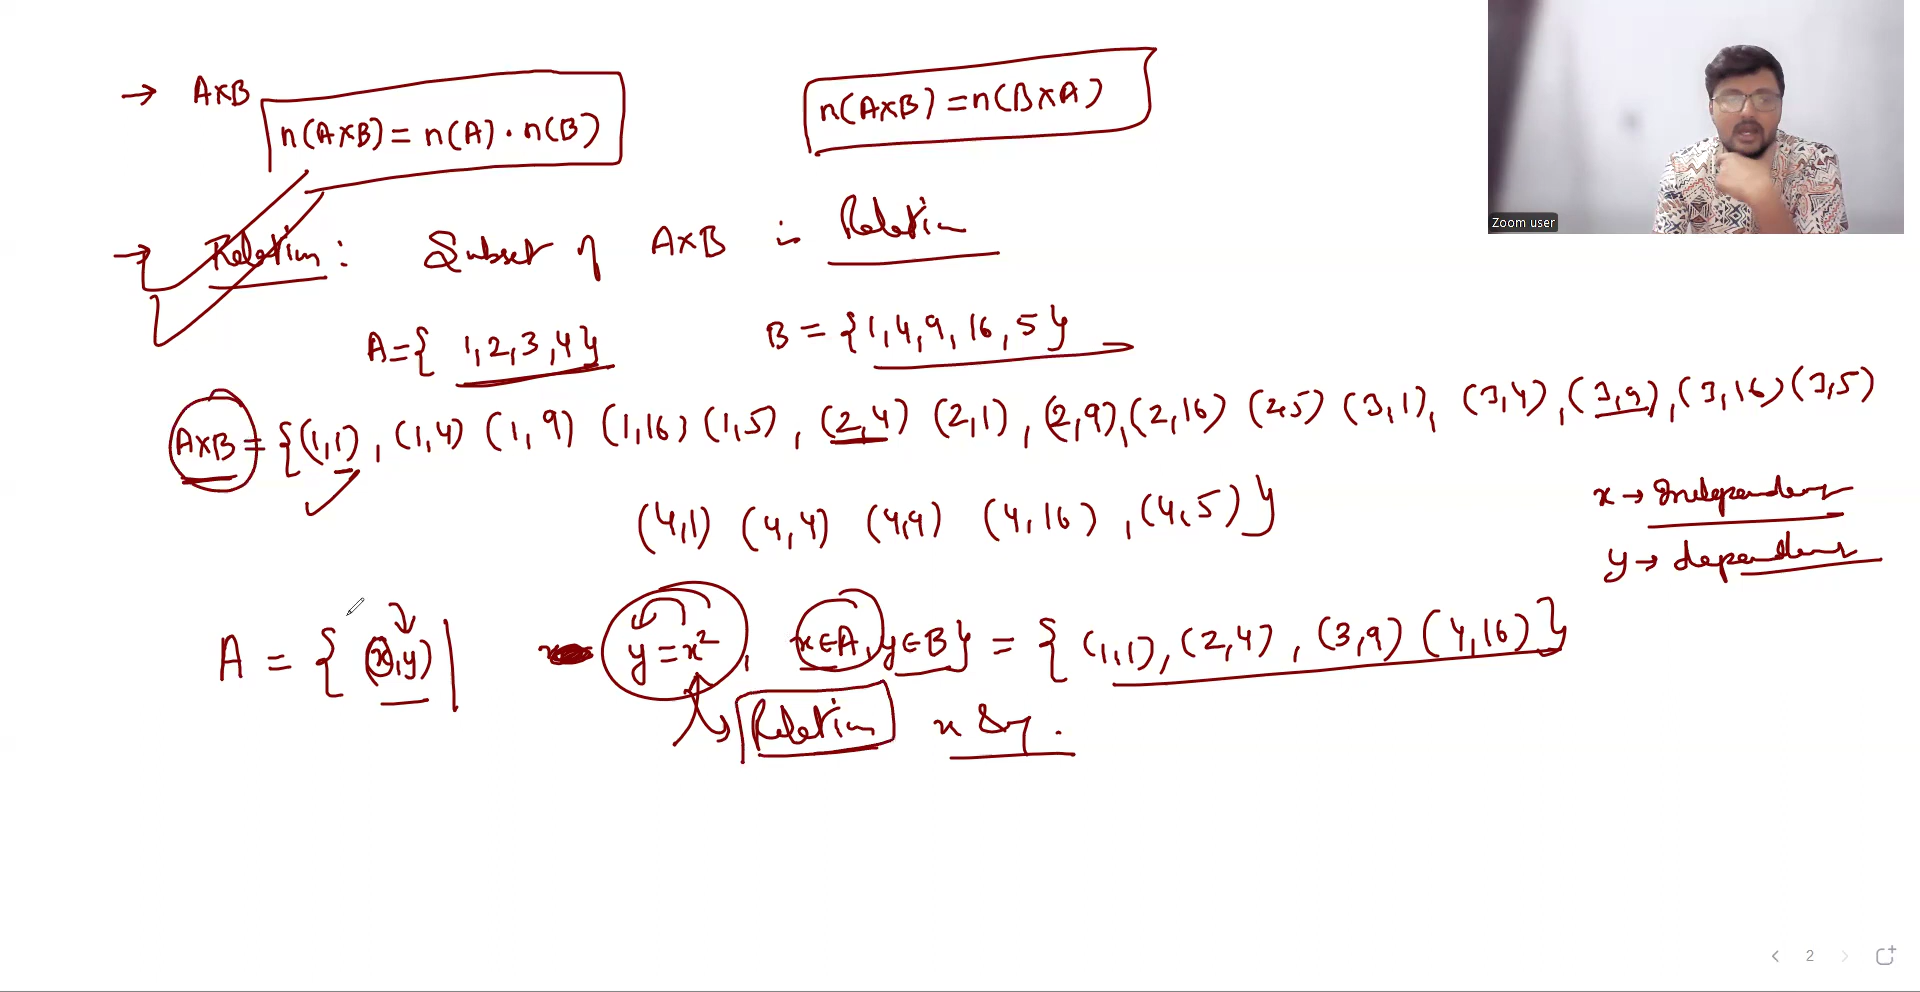 → A×B
n(A×B) = n(A) · n(B)
n(A×B) = n(B×A)
Zoom user
→ Relation : Subset of A×B is Relation
A = { 1, 2, 3, 4 }
B = { 1, 4, 9, 16, 5 }
A×B = { (1,1) , (1,4) (1,9) (1,16) (1,5) , (2,4) (2,1) , (2,9) , (2,16) (2,5) (3,1) , (3,4) , (3,9) , (3,16) (3,5)
(4,1) (4,4) (4,9) (4,16) , (4,5) }
x → Independent
y → dependent
A = { (x,y) | y = x² , x∈A , y∈B } = { (1,1) , (2,4) , (3,9) (4,16) }
Relation x & y .
2